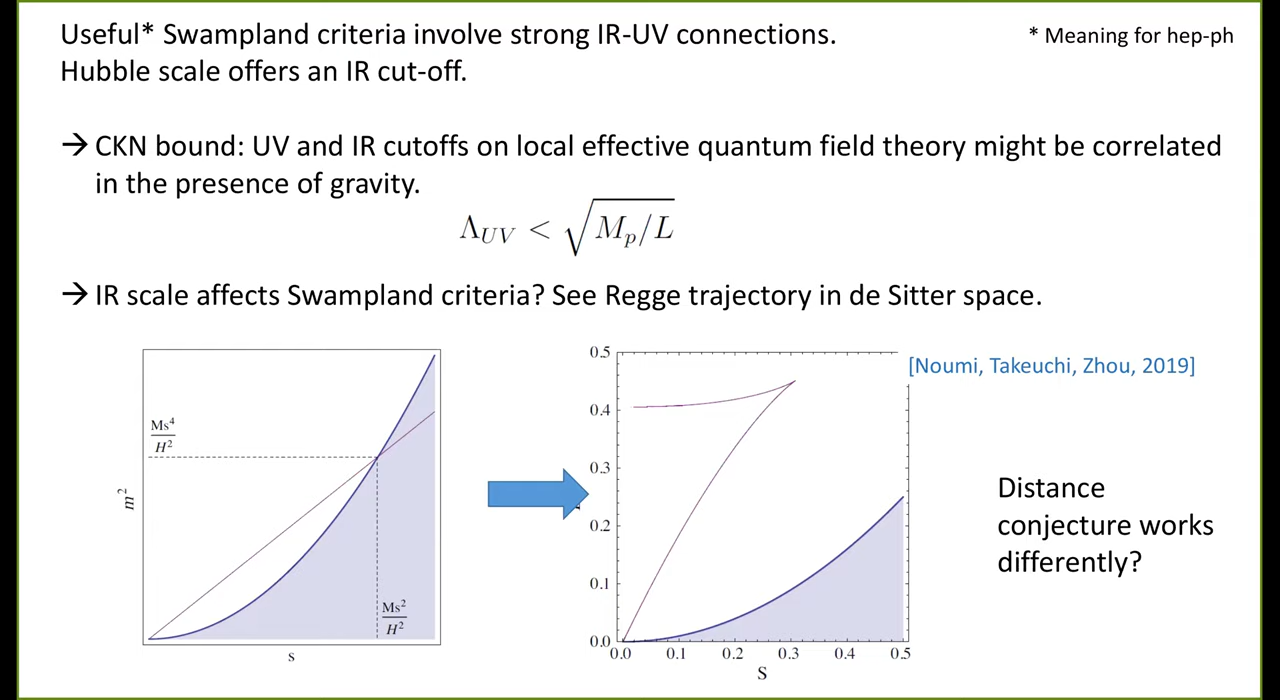 Useful* Swampland criteria involve strong IR-UV connections.
* Meaning for hep-ph
Hubble scale offers an IR cut-off.
→ CKN bound: UV and IR cutoffs on local effective quantum field theory might be correlated
in the presence of gravity.
Λ_{UV} < √(M_p/L)
→ IR scale affects Swampland criteria? See Regge trajectory in de Sitter space.
[Noumi, Takeuchi, Zhou, 2019]
Ms⁴/H²
m²
Ms²/H²
s
0.5
0.4
0.3
0.2
0.1
0.0
0.0 0.1 0.2 0.3 0.4 0.5
S
Distance
conjecture works
differently?